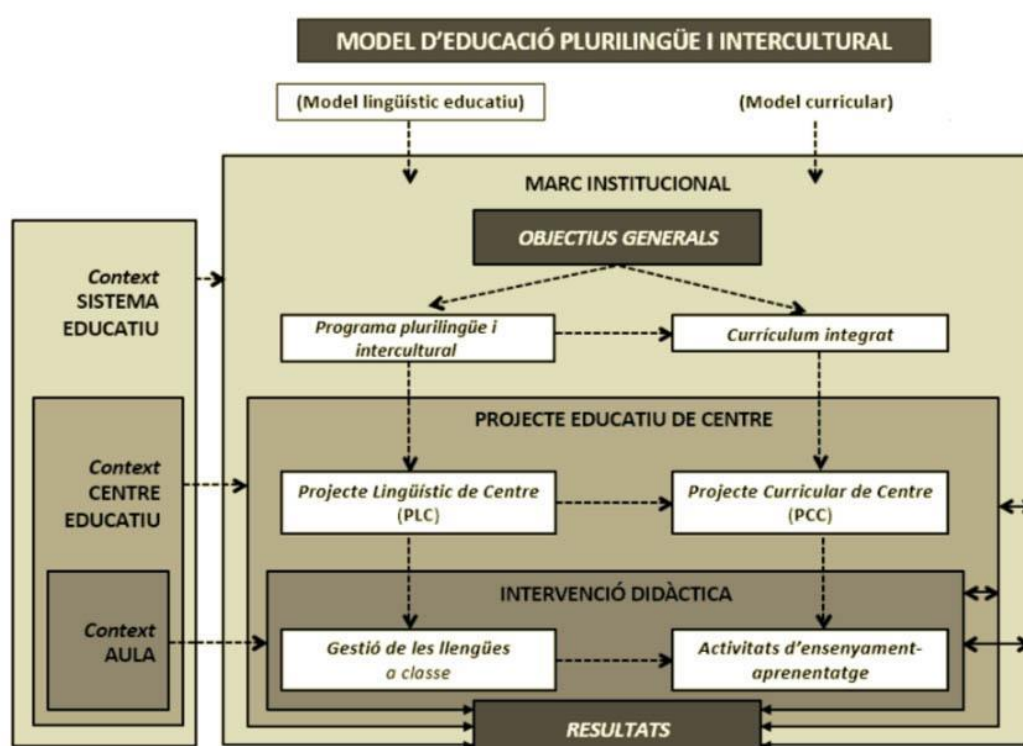 MODEL D'EDUCACIÓ PLURILINGÜE I INTERCULTURAL
(Model lingüístic educatiu)
(Model curricular)
MARC INSTITUCIONAL
OBJECTIUS GENERALS
Context
SISTEMA
EDUCATIU
Programa plurilingüe i
intercultural
Currículum integrat
PROJECTE EDUCATIU DE CENTRE
Context
CENTRE
EDUCATIU
Projecte Lingüístic de Centre
(PLC)
Projecte Curricular de Centre
(PCC)
INTERVENCIÓ DIDÀCTICA
Context
AULA
Gestió de les llengües
a classe
Activitats d'ensenyament-
aprenentatge
RESULTATS